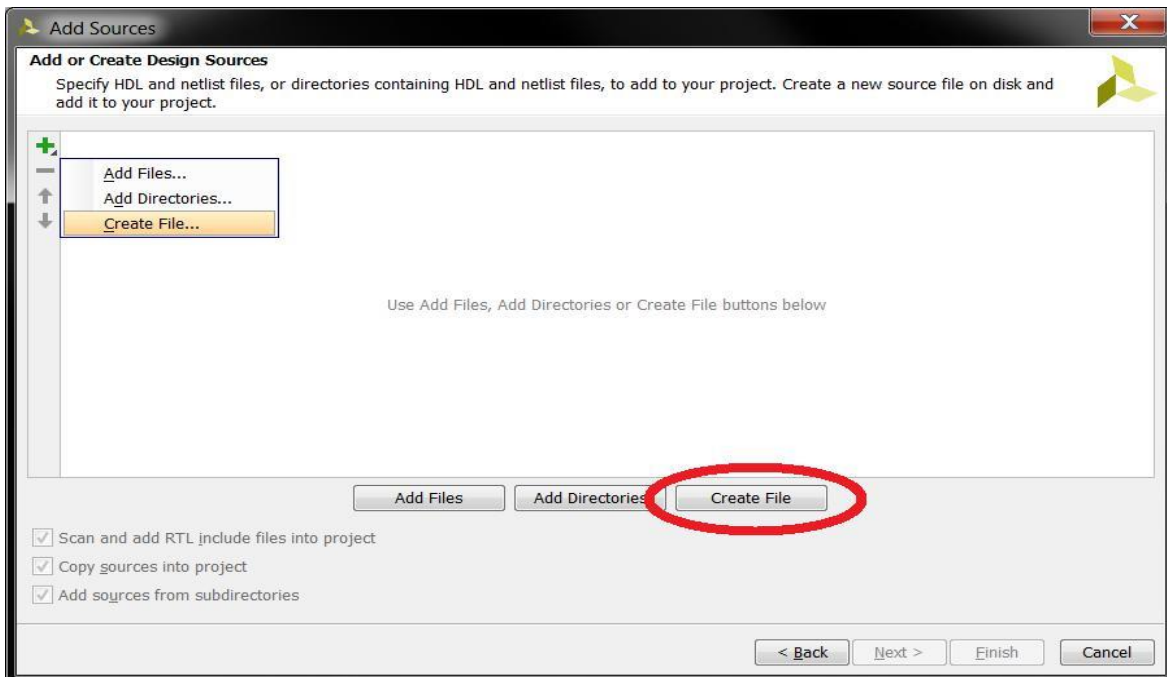 Add Sources
Add or Create Design Sources
Specify HDL and netlist files, or directories containing HDL and netlist files, to add to your project. Create a new source file on disk and
add it to your project.
Add Files...
Add Directories...
Create File...
Use Add Files, Add Directories or Create File buttons below
Add Files
Add Directories
Create File
Scan and add RTL include files into project
Copy sources into project
Add sources from subdirectories
< Back
Next >
Finish
Cancel